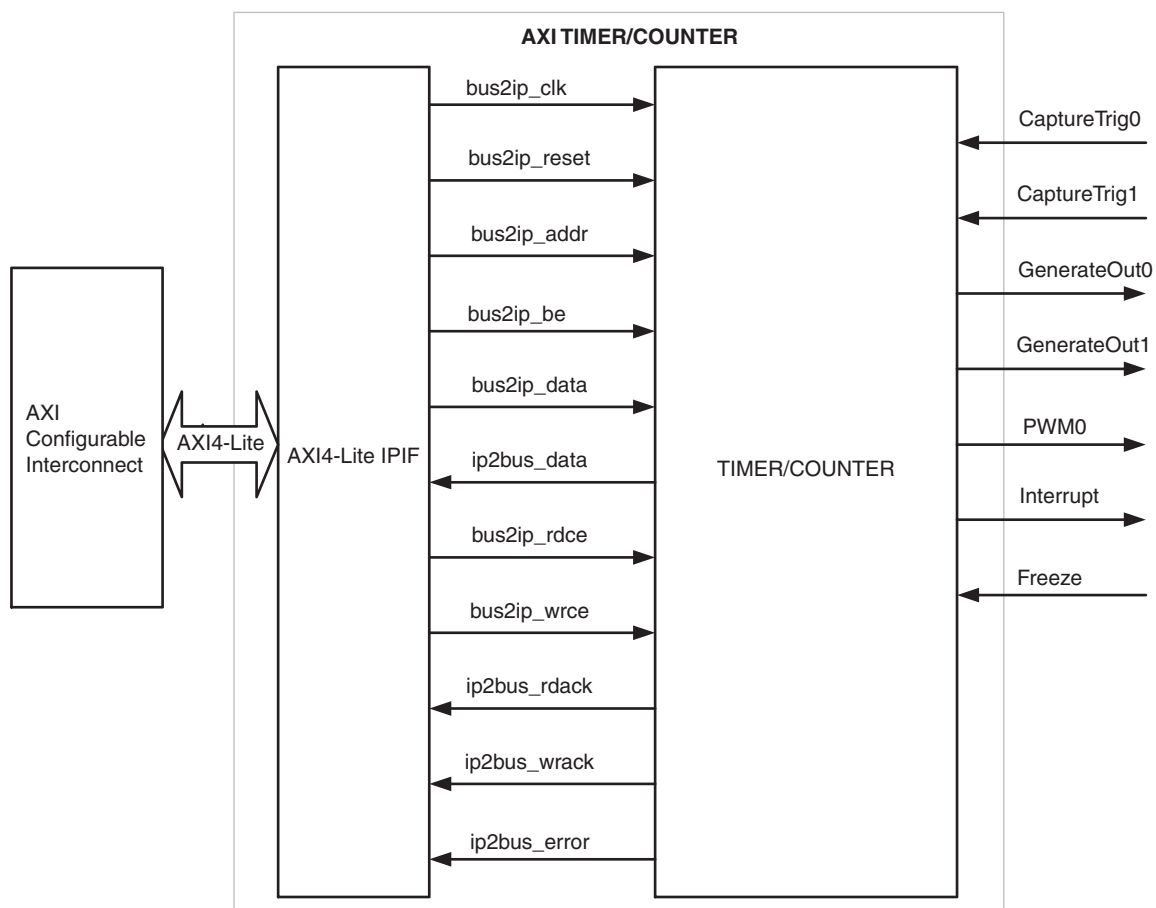 AXI TIMER/COUNTER
bus2ip_clk
bus2ip_reset
bus2ip_addr
bus2ip_be
bus2ip_data
ip2bus_data
bus2ip_rdce
bus2ip_wrce
ip2bus_rdack
ip2bus_wrack
ip2bus_error
AXI
Configurable
Interconnect
AXI4-Lite
AXI4-Lite IPIF
TIMER/COUNTER
CaptureTrig0
CaptureTrig1
GenerateOut0
GenerateOut1
PWM0
Interrupt
Freeze